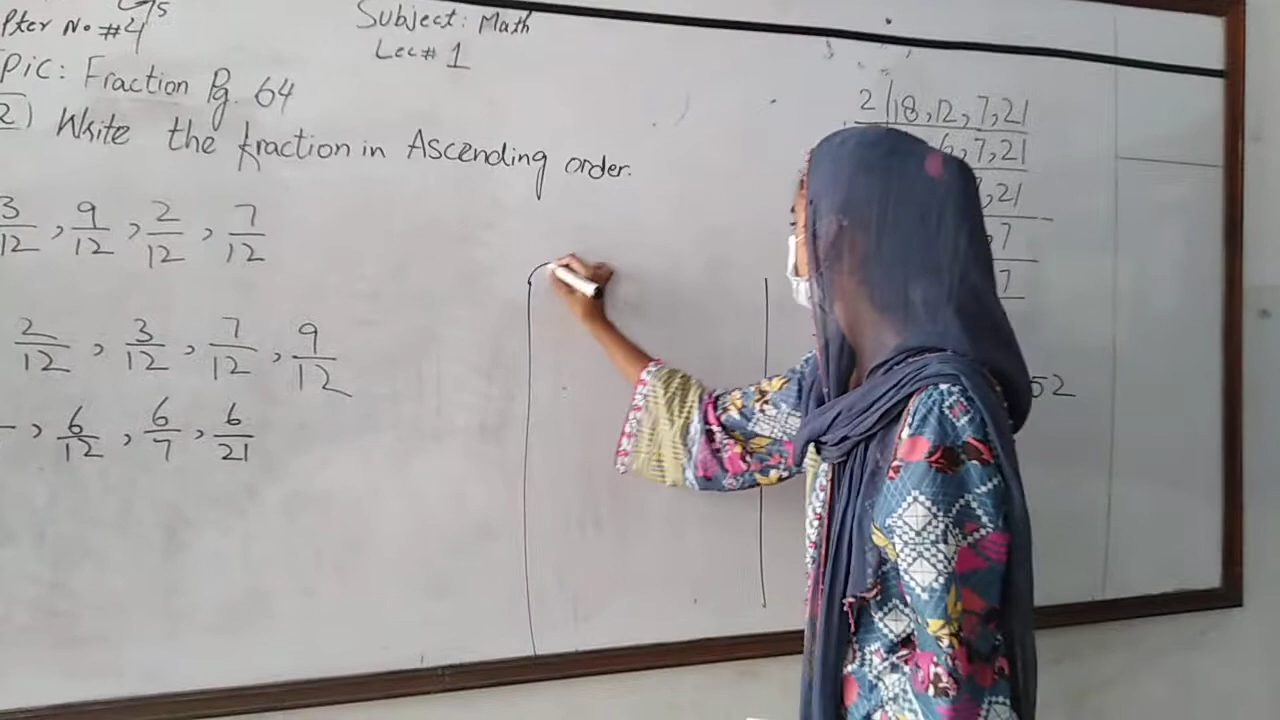 pter No #4
Subject: Math
Lec# 1
pic: Fraction Pg. 64
2) Write the fraction in Ascending order.
3/12, 9/12, 2/12, 7/12
2/12, 3/12, 7/12, 9/12
, 6/12, 6/7, 6/21
2 | 18, 12, 7, 21
6, 7, 21
, 21
, 7
7
52